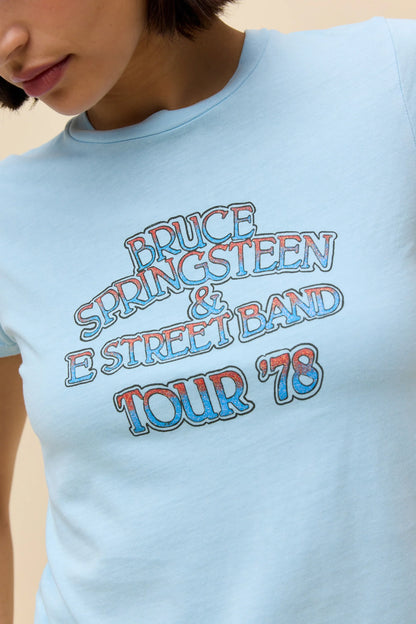 BRUCE
SPRINGSTEEN
&
E STREET BAND
TOUR '78